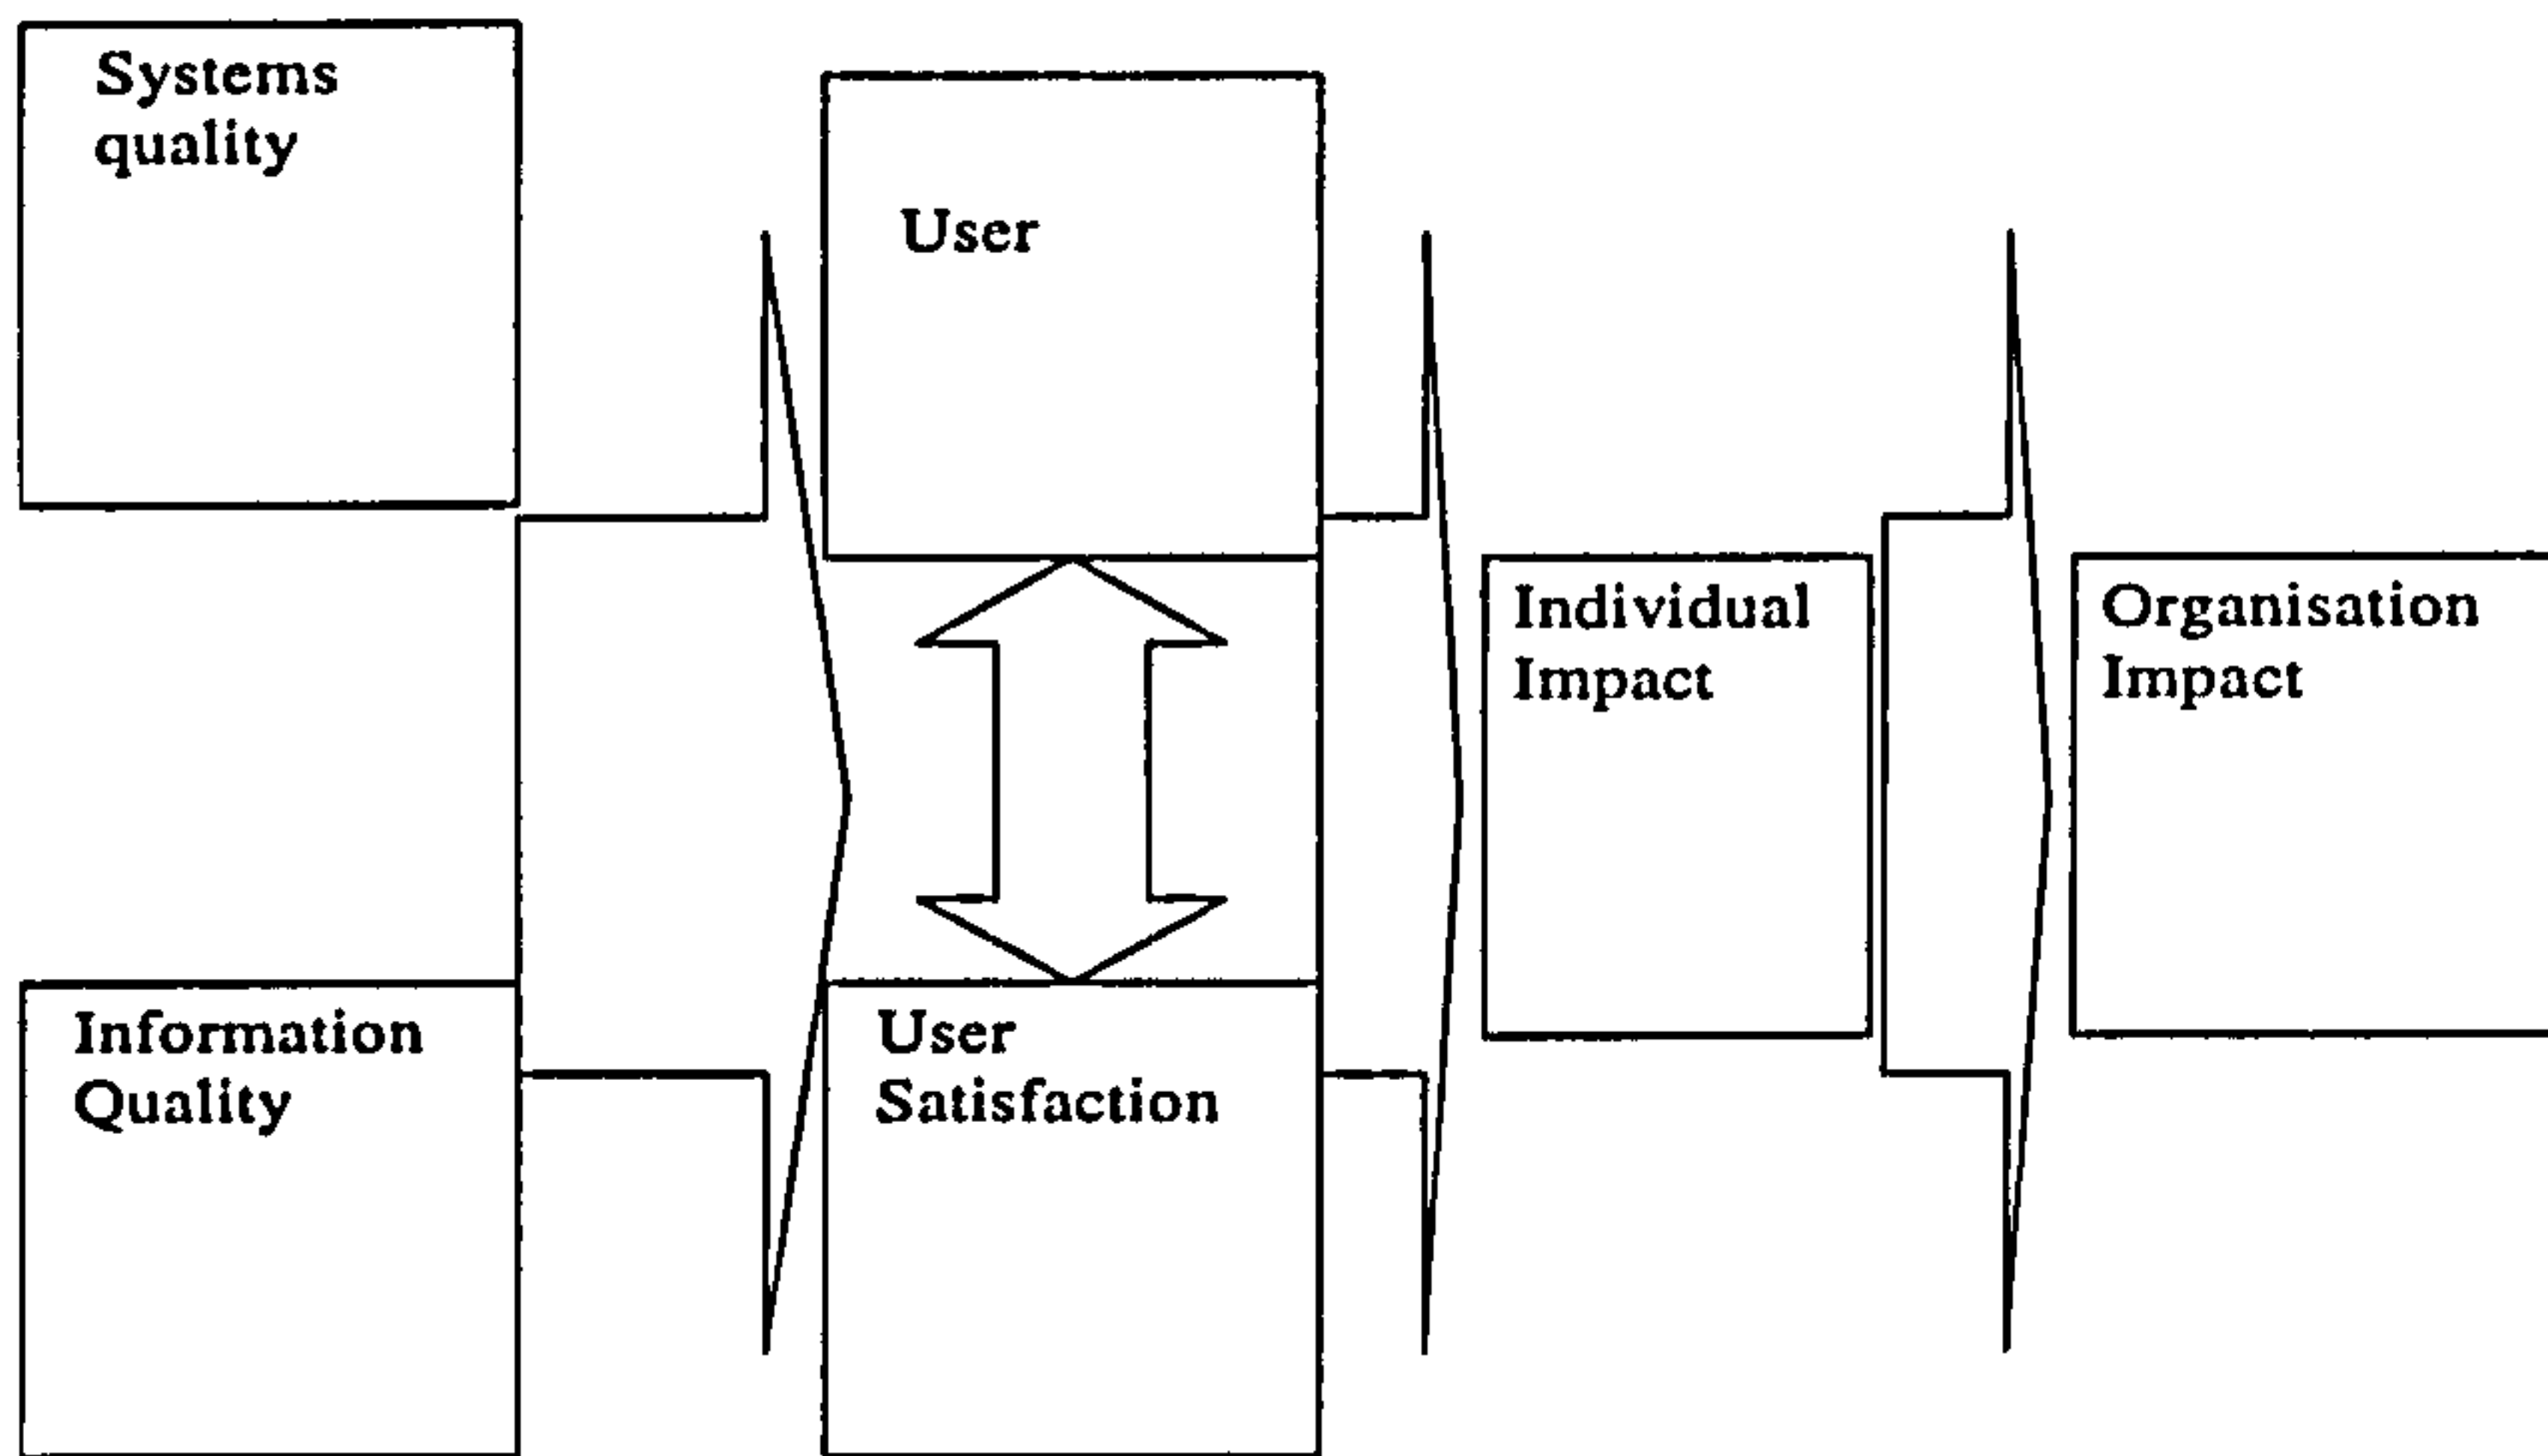 Systems
quality
User
Information
Quality
User
Satisfaction
Individual
Impact
Organisation
Impact